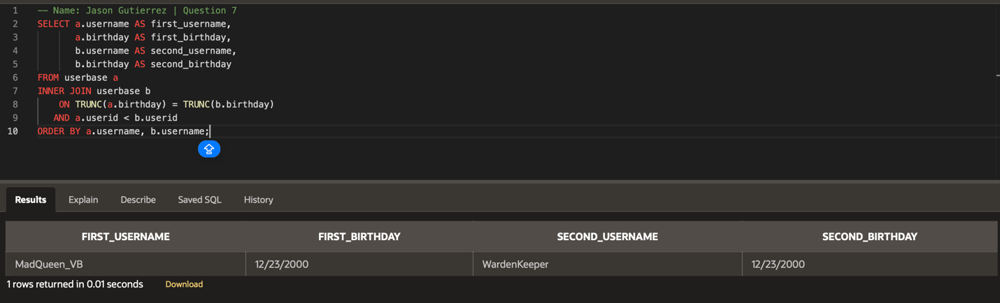 1 -- Name: Jason Gutierrez | Question 7
2 SELECT a.username AS first_username,
3 a.birthday AS first_birthday,
4 b.username AS second_username,
5 b.birthday AS second_birthday
6 FROM userbase a
7 INNER JOIN userbase b
8 ON TRUNC(a.birthday) = TRUNC(b.birthday)
9 AND a.userid < b.userid
10 ORDER BY a.username, b.username;
Results Explain Describe Saved SQL History
FIRST_USERNAME FIRST_BIRTHDAY SECOND_USERNAME SECOND_BIRTHDAY
MadQueen_VB 12/23/2000 WardenKeeper 12/23/2000
1 rows returned in 0.01 seconds Download